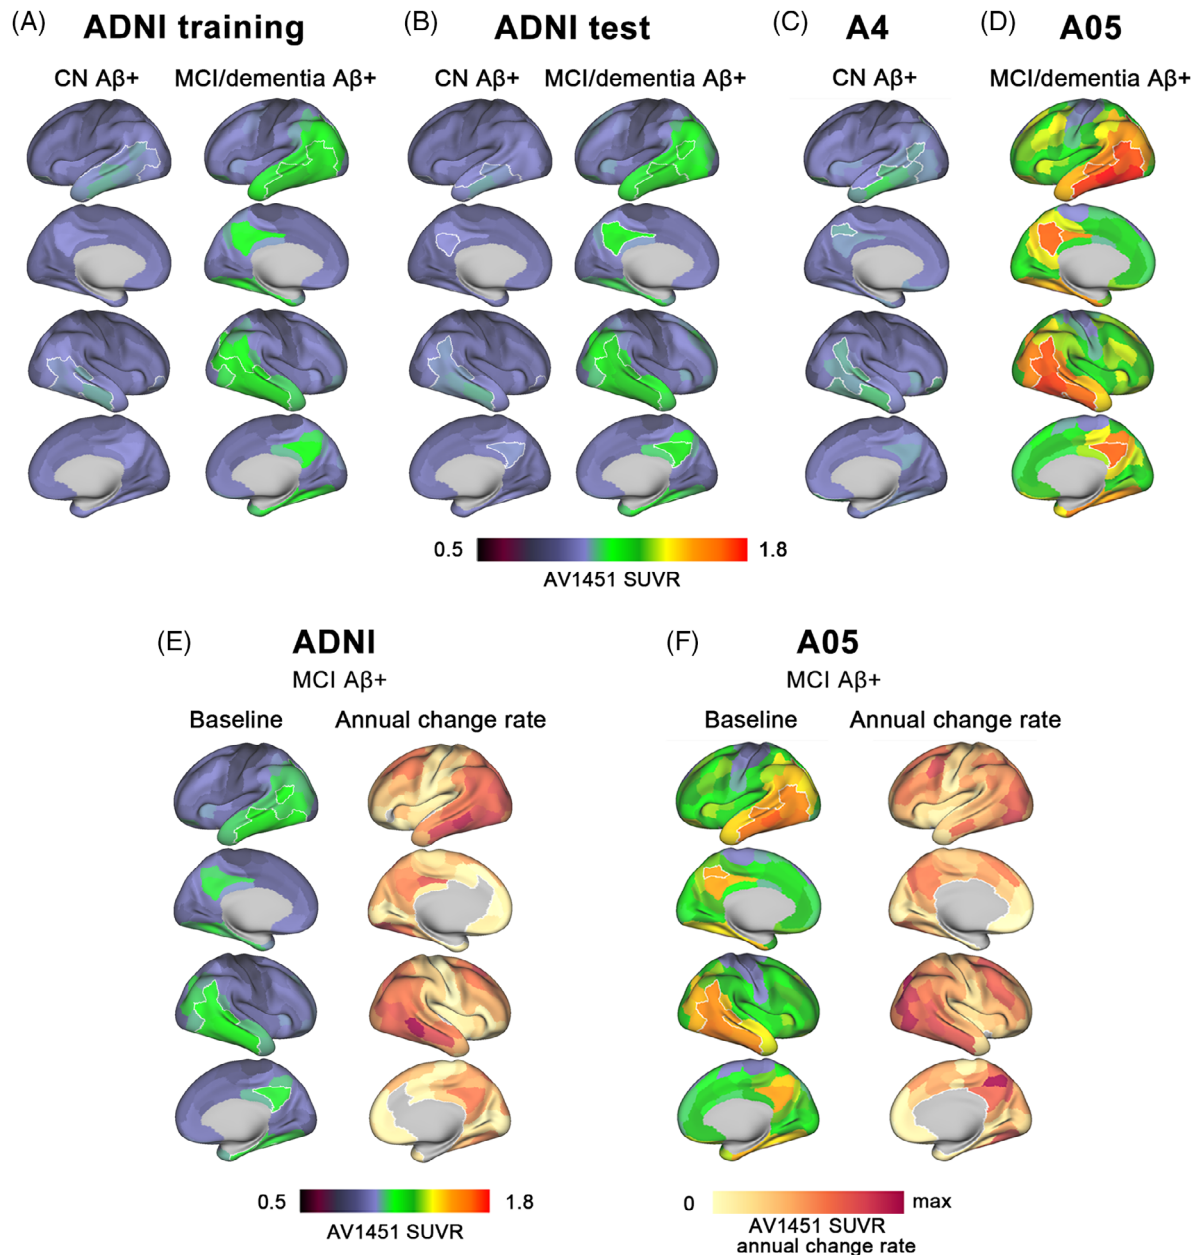 (A) ADNI training
(B) ADNI test
(C) A4
(D) A05
CN Aβ+
MCI/dementia Aβ+
CN Aβ+
MCI/dementia Aβ+
CN Aβ+
MCI/dementia Aβ+
0.5
1.8
AV1451 SUVR
(E) ADNI
MCI Aβ+
Baseline
Annual change rate
(F) A05
MCI Aβ+
Baseline
Annual change rate
0.5
1.8
AV1451 SUVR
0
max
AV1451 SUVR
annual change rate